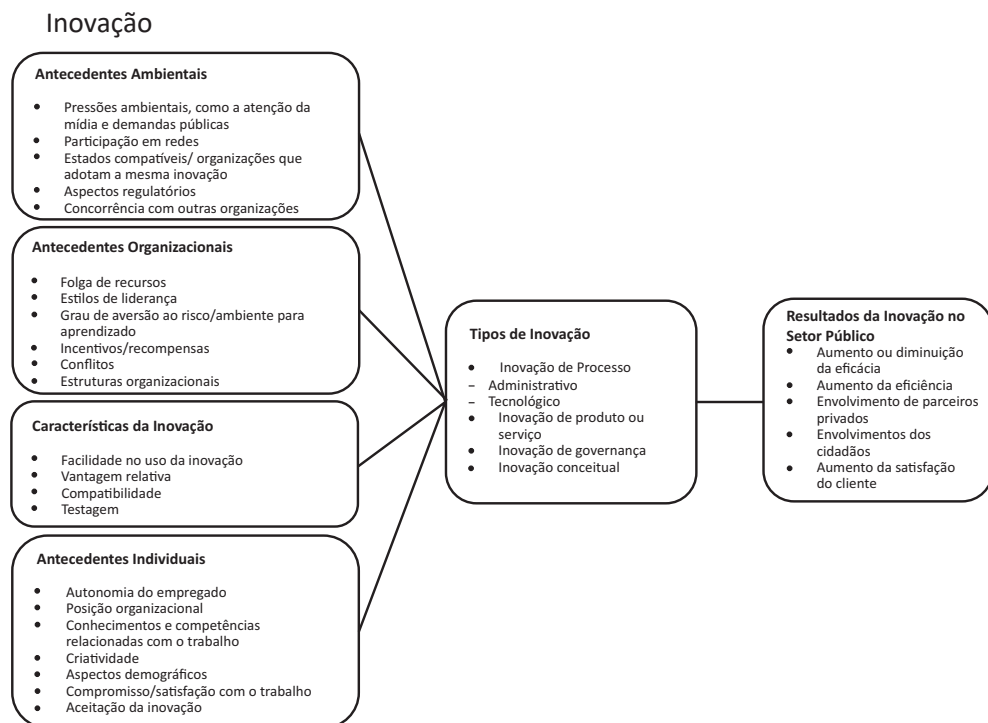 Inovação
Antecedentes Ambientais
• Pressões ambientais, como a atenção da
mídia e demandas públicas
• Participação em redes
• Estados compatíveis/ organizações que
adotam a mesma inovação
• Aspectos regulatórios
• Concorrência com outras organizações
Antecedentes Organizacionais
• Folga de recursos
• Estilos de liderança
• Grau de aversão ao risco/ambiente para
aprendizado
• Incentivos/recompensas
• Conflitos
• Estruturas organizacionais
Características da Inovação
• Facilidade no uso da inovação
• Vantagem relativa
• Compatibilidade
• Testagem
Antecedentes Individuais
• Autonomia do empregado
• Posição organizacional
• Conhecimentos e competências
relacionadas com o trabalho
• Criatividade
• Aspectos demográficos
• Compromisso/satisfação com o trabalho
• Aceitação da inovação
Tipos de Inovação
• Inovação de Processo
– Administrativo
– Tecnológico
• Inovação de produto ou
serviço
• Inovação de governança
• Inovação conceitual
Resultados da Inovação no
Setor Público
• Aumento ou diminuição
da eficácia
• Aumento da eficiência
• Envolvimento de parceiros
privados
• Envolvimentos dos
cidadãos
• Aumento da satisfação
do cliente